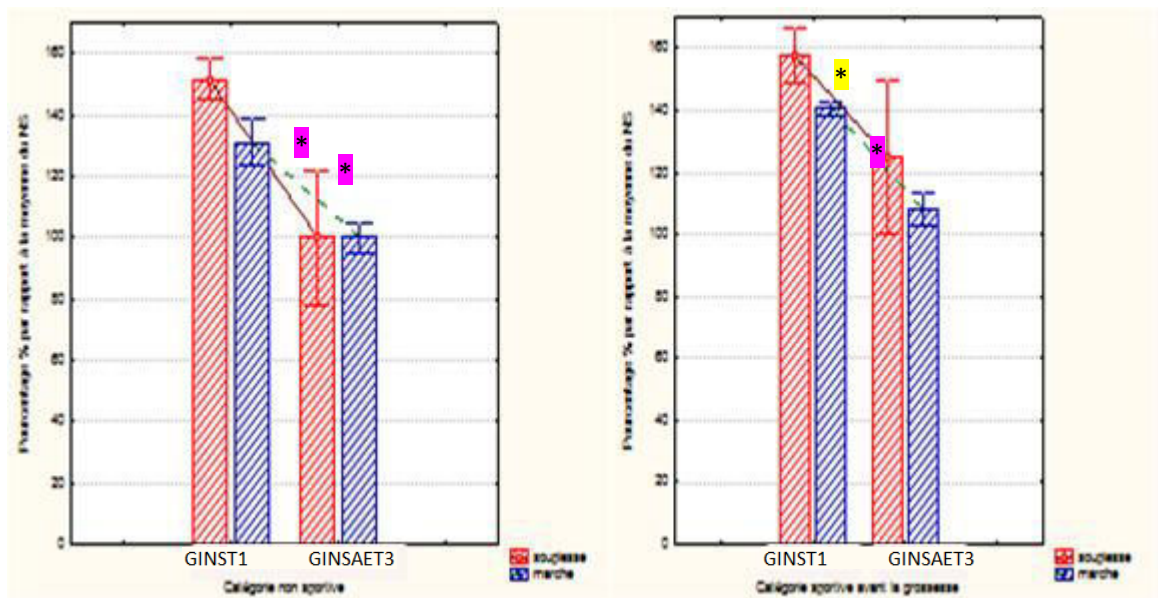 Pourcantage % par rapport à la moyenne du NS
160
140
120
100
80
60
40
20
0
*
*
GINST1
GINSAET3
souplesse
marche
Catégorie non sportive
Pourcantage % par rapport à la moyenne du NS
160
140
120
100
80
60
40
20
0
*
*
GINST1
GINSAET3
souplesse
marche
Catégorie sportive avant la grossesse